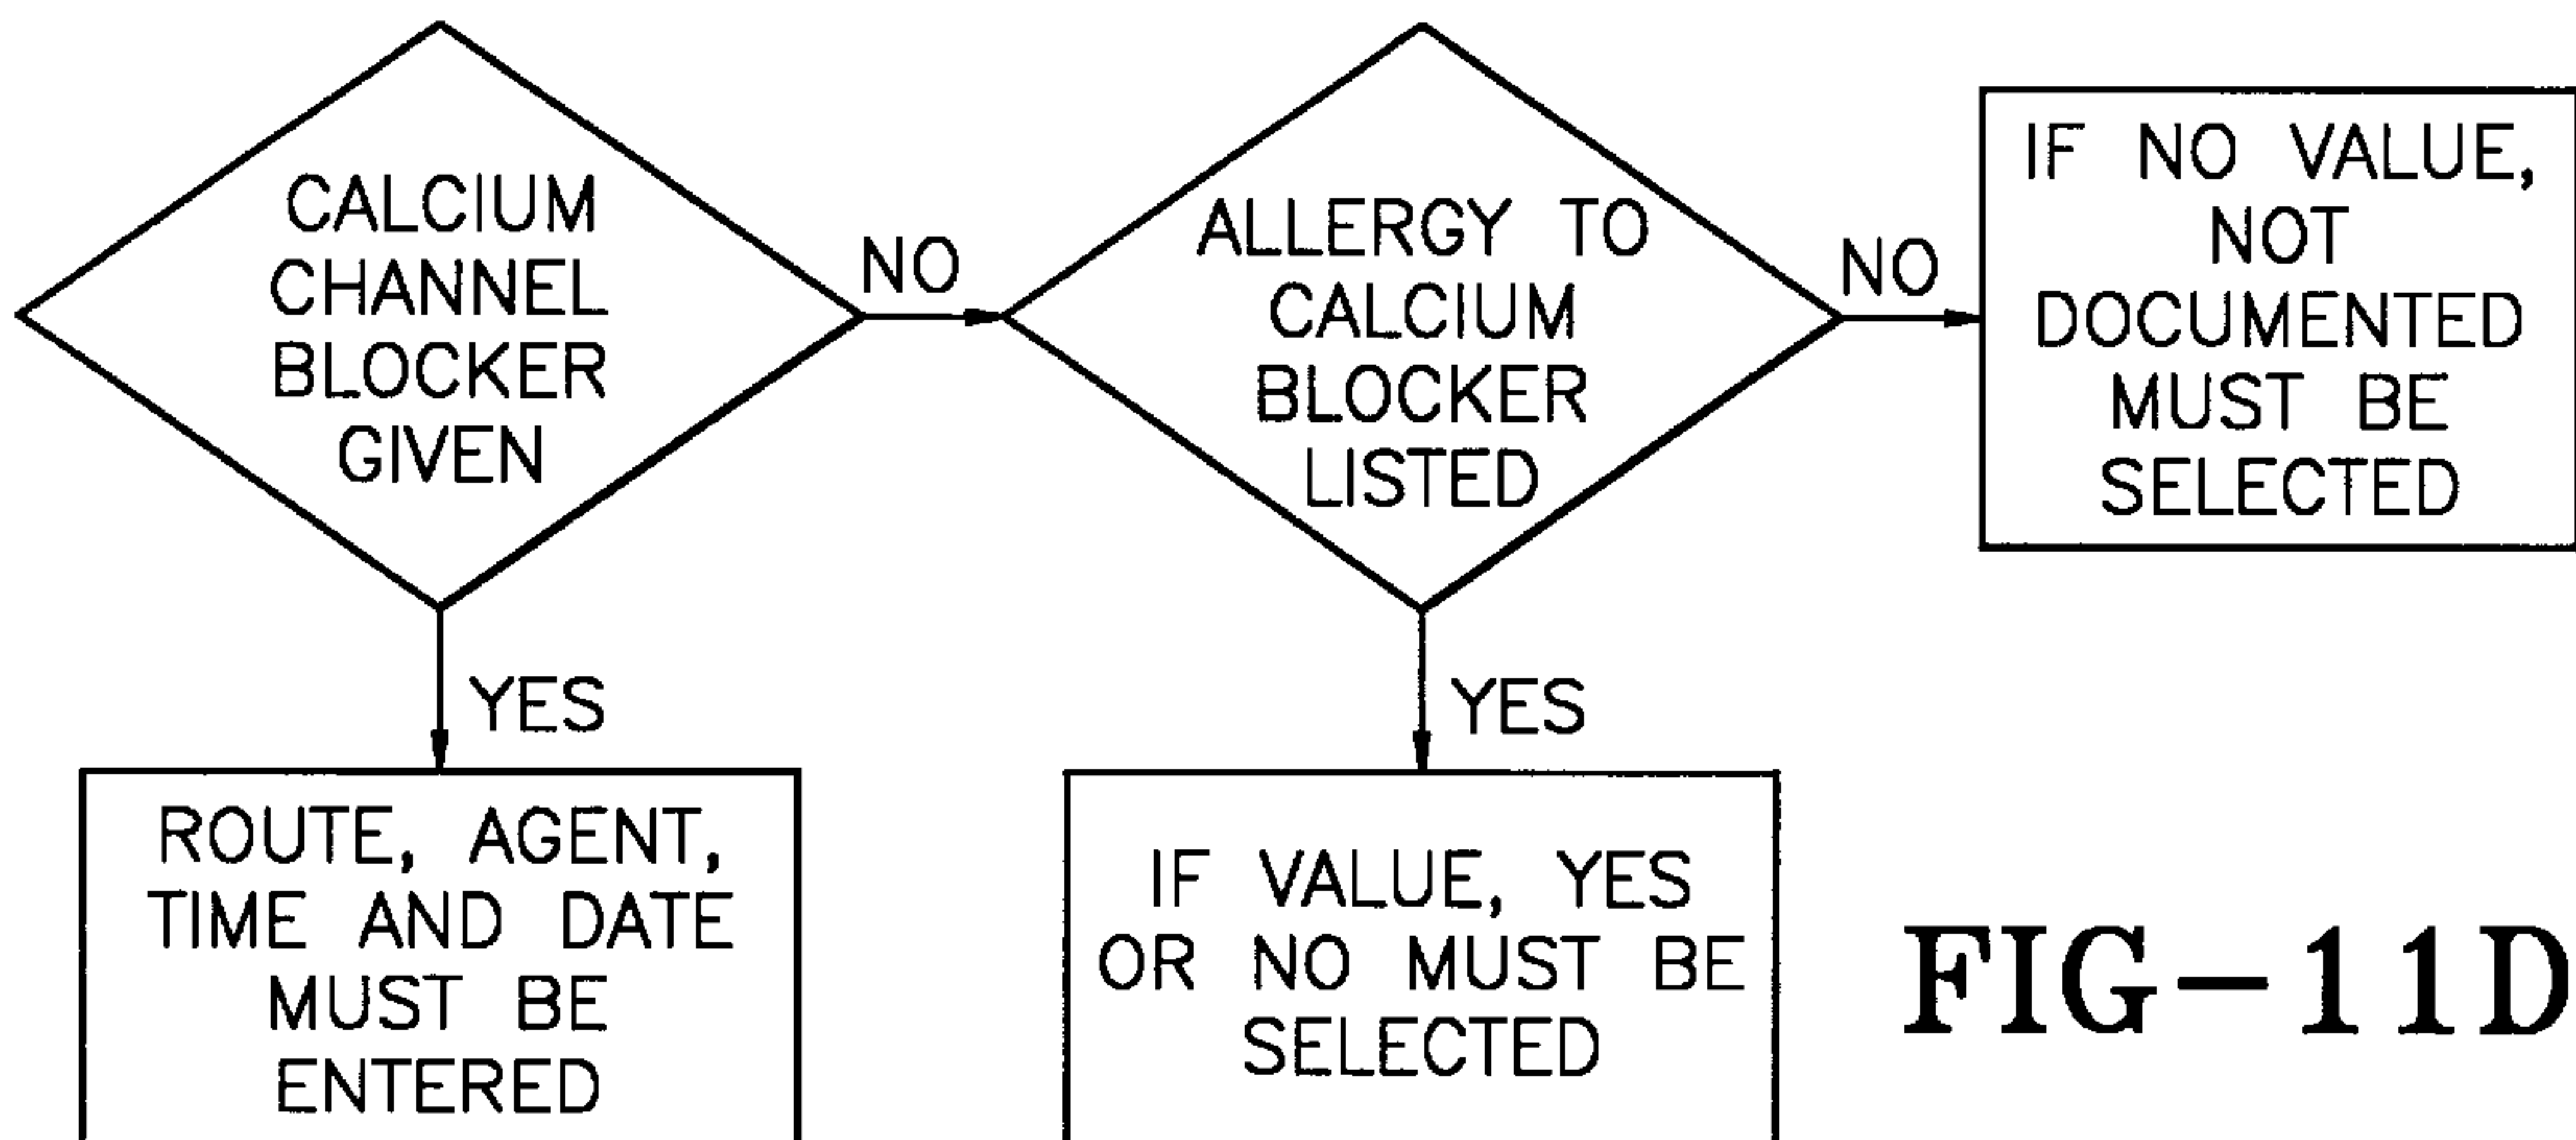 CALCIUM
CHANNEL
BLOCKER
GIVEN
NO
ALLERGY TO
CALCIUM
BLOCKER
LISTED
NO
IF NO VALUE,
NOT
DOCUMENTED
MUST BE
SELECTED
YES
ROUTE, AGENT,
TIME AND DATE
MUST BE
ENTERED
YES
IF VALUE, YES
OR NO MUST BE
SELECTED
FIG-11D